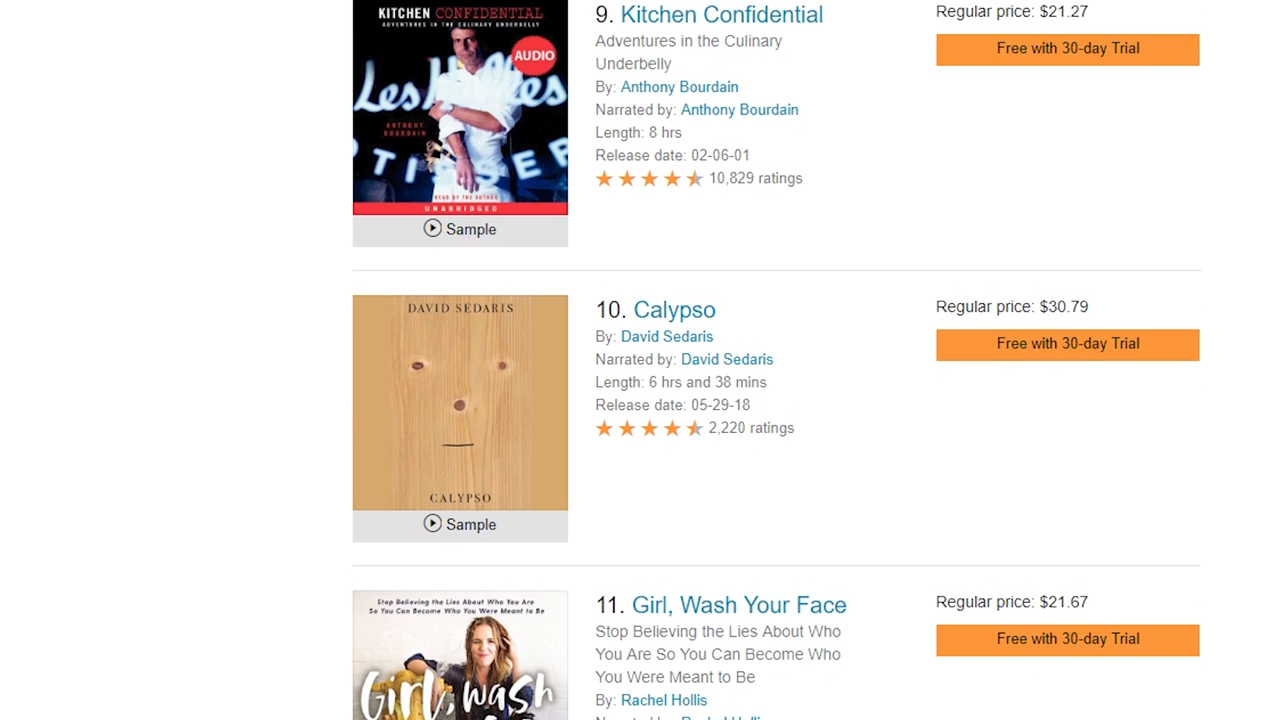 KITCHEN CONFIDENTIAL
ADVENTURES IN THE CULINARY UNDERBELLY
AUDIO
Les Halles
ANTHONY
BOURDAIN
READ BY THE AUTHOR
UNABRIDGED
Sample
9. Kitchen Confidential
Adventures in the Culinary
Underbelly
By: Anthony Bourdain
Narrated by: Anthony Bourdain
Length: 8 hrs
Release date: 02-06-01
10,829 ratings
Regular price: $21.27
Free with 30-day Trial
DAVID SEDARIS
CALYPSO
Sample
10. Calypso
By: David Sedaris
Narrated by: David Sedaris
Length: 6 hrs and 38 mins
Release date: 05-29-18
2,220 ratings
Regular price: $30.79
Free with 30-day Trial
Stop Believing the Lies About Who You Are
So You Can Become Who You Were Meant to Be
Girl, wash
11. Girl, Wash Your Face
Stop Believing the Lies About Who
You Are So You Can Become Who
You Were Meant to Be
By: Rachel Hollis
Regular price: $21.67
Free with 30-day Trial